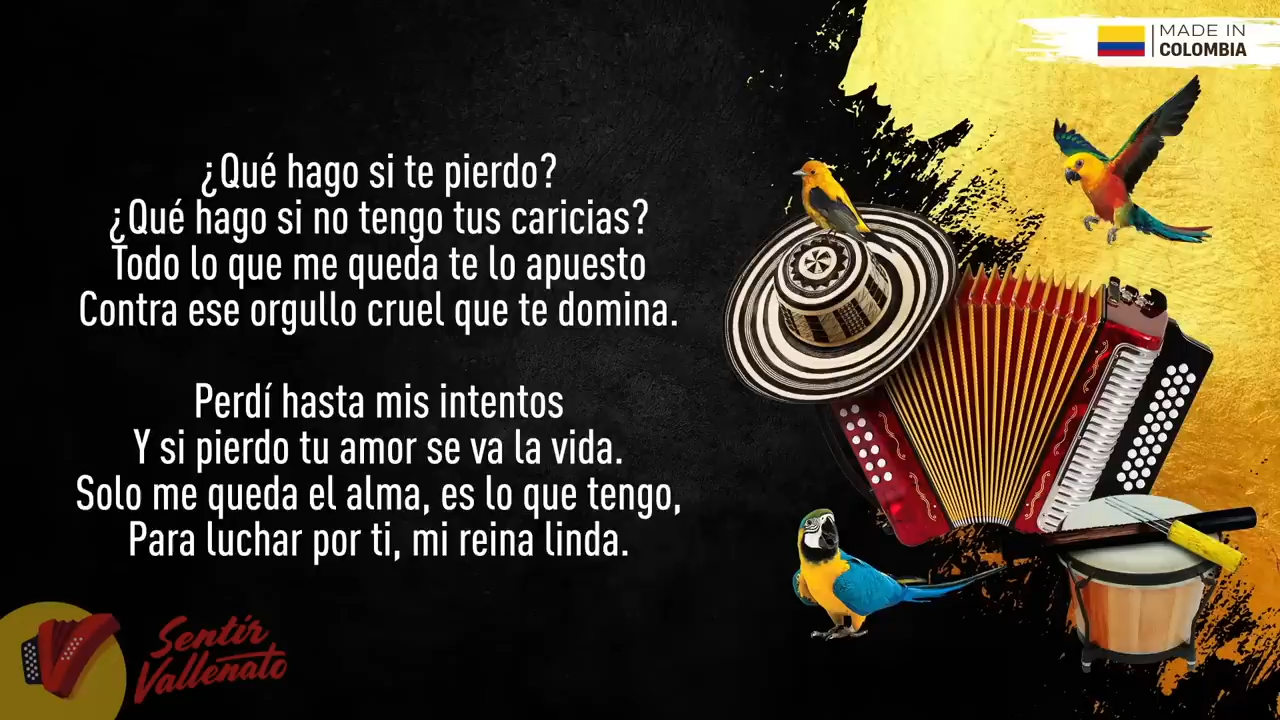 MADE IN
COLOMBIA
¿Qué hago si te pierdo?
¿Qué hago si no tengo tus caricias?
Todo lo que me queda te lo apuesto
Contra ese orgullo cruel que te domina.
Perdí hasta mis intentos
Y si pierdo tu amor se va la vida.
Solo me queda el alma, es lo que tengo,
Para luchar por ti, mi reina linda.
Sentir
Vallenato